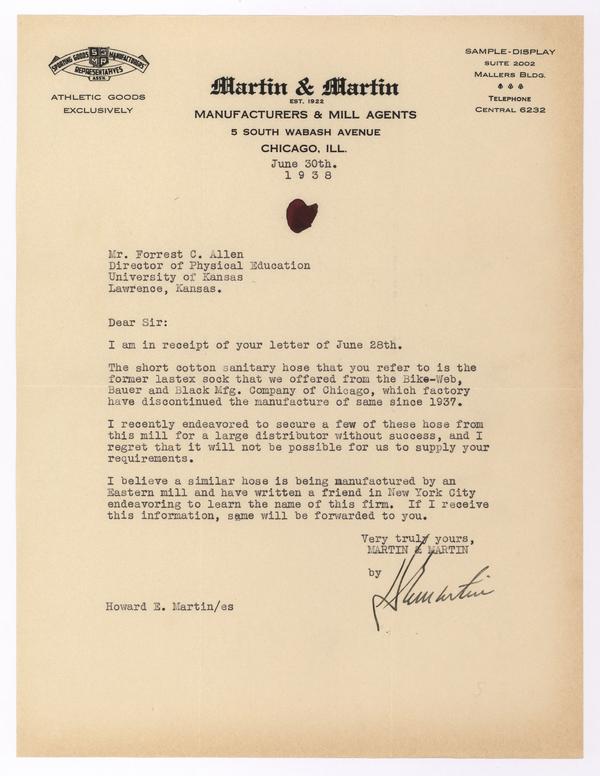 SPORTING GOODS MANUFACTURERS
REPRESENTATIVES
ASS'N.
ATHLETIC GOODS
EXCLUSIVELY
Martin & Martin
EST. 1922
MANUFACTURERS & MILL AGENTS
5 SOUTH WABASH AVENUE
CHICAGO, ILL.
SAMPLE-DISPLAY
SUITE 2002
MALLERS BLDG.
TELEPHONE
CENTRAL 6232
June 30th.
1 9 3 8
Mr. Forrest C. Allen
Director of Physical Education
University of Kansas
Lawrence, Kansas.
Dear Sir:
I am in receipt of your letter of June 28th.
The short cotton sanitary hose that you refer to is the
former lastex sock that we offered from the Bike-Web,
Bauer and Black Mfg. Company of Chicago, which factory
have discontinued the manufacture of same since 1937.
I recently endeavored to secure a few of these hose from
this mill for a large distributor without success, and I
regret that it will not be possible for us to supply your
requirements.
I believe a similar hose is being manufactured by an
Eastern mill and have written a friend in New York City
endeavoring to learn the name of this firm. If I receive
this information, same will be forwarded to you.
Very truly yours,
MARTIN & MARTIN
by
HEMartin
Howard E. Martin/es
5